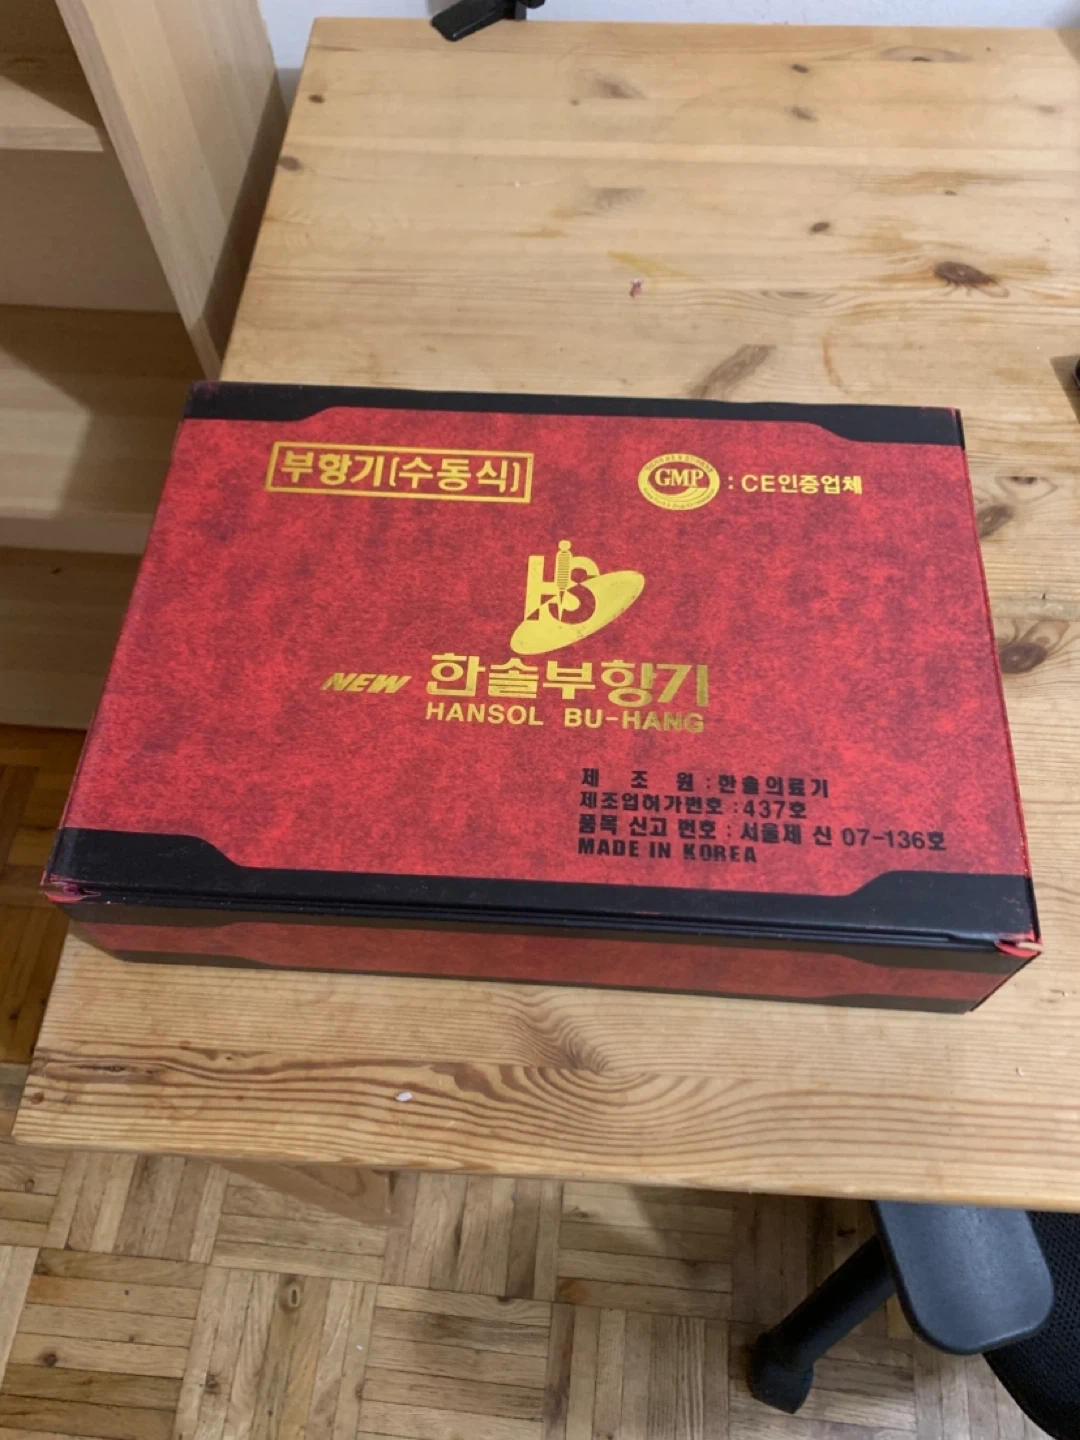 부항기(수동식)
GMP : CE인증업체
HS
NEW 한솔부항기
HANSOL BU-HANG
제 조 원 : 한솔의료기
제조업허가번호 : 437호
품목 신고 번호 : 서울제 신 07-136호
MADE IN KOREA